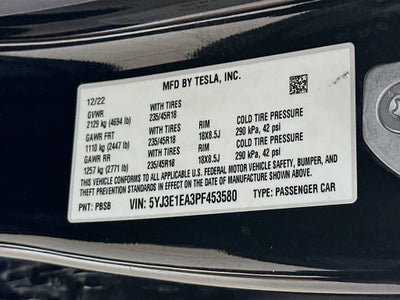 MFD BY TESLA, INC.
12/22
GVWR WITH TIRES
2129 kg (4694 lb) 235/45R18
GAWR FRT WITH TIRES RIM COLD TIRE PRESSURE
1110 kg (2447 lb) 235/45R18 18X8.5J 290 kPa, 42 psi
GAWR RR WITH TIRES RIM COLD TIRE PRESSURE
1257 kg (2771 lb) 235/45R18 18X8.5J 290 kPa, 42 psi
THIS VEHICLE CONFORMS TO ALL APPLICABLE U.S. FEDERAL MOTOR VEHICLE SAFETY, BUMPER, AND
THEFT PREVENTION STANDARDS IN EFFECT ON THE DATE OF MANUFACTURE SHOWN ABOVE.
PNT: PBSB VIN: 5YJ3E1EA3PF453580 TYPE: PASSENGER CAR